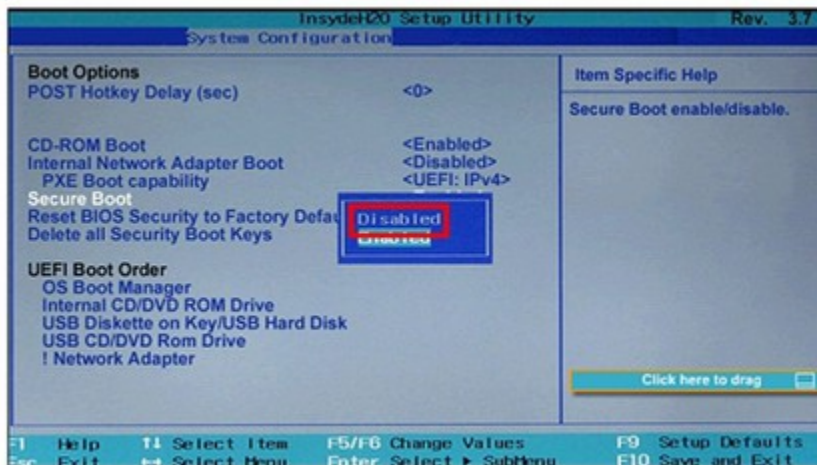 InsydeH2O Setup Utility Rev. 3.7
System Configuration
Boot Options
POST Hotkey Delay (sec) <0>
CD-ROM Boot <Enabled>
Internal Network Adapter Boot <Disabled>
PXE Boot capability <UEFI: IPv4>
Secure Boot
Reset BIOS Security to Factory Defau
Delete all Security Boot Keys
Disabled
Enabled
UEFI Boot Order
OS Boot Manager
Internal CD/DVD ROM Drive
USB Diskette on Key/USB Hard Disk
USB CD/DVD Rom Drive
! Network Adapter
Item Specific Help
Secure Boot enable/disable.
Click here to drag
F1 Help ↑↓ Select Item F5/F6 Change Values F9 Setup Defaults
Esc Exit ↔ Select Menu Enter Select ▶ SubMenu F10 Save and Exit